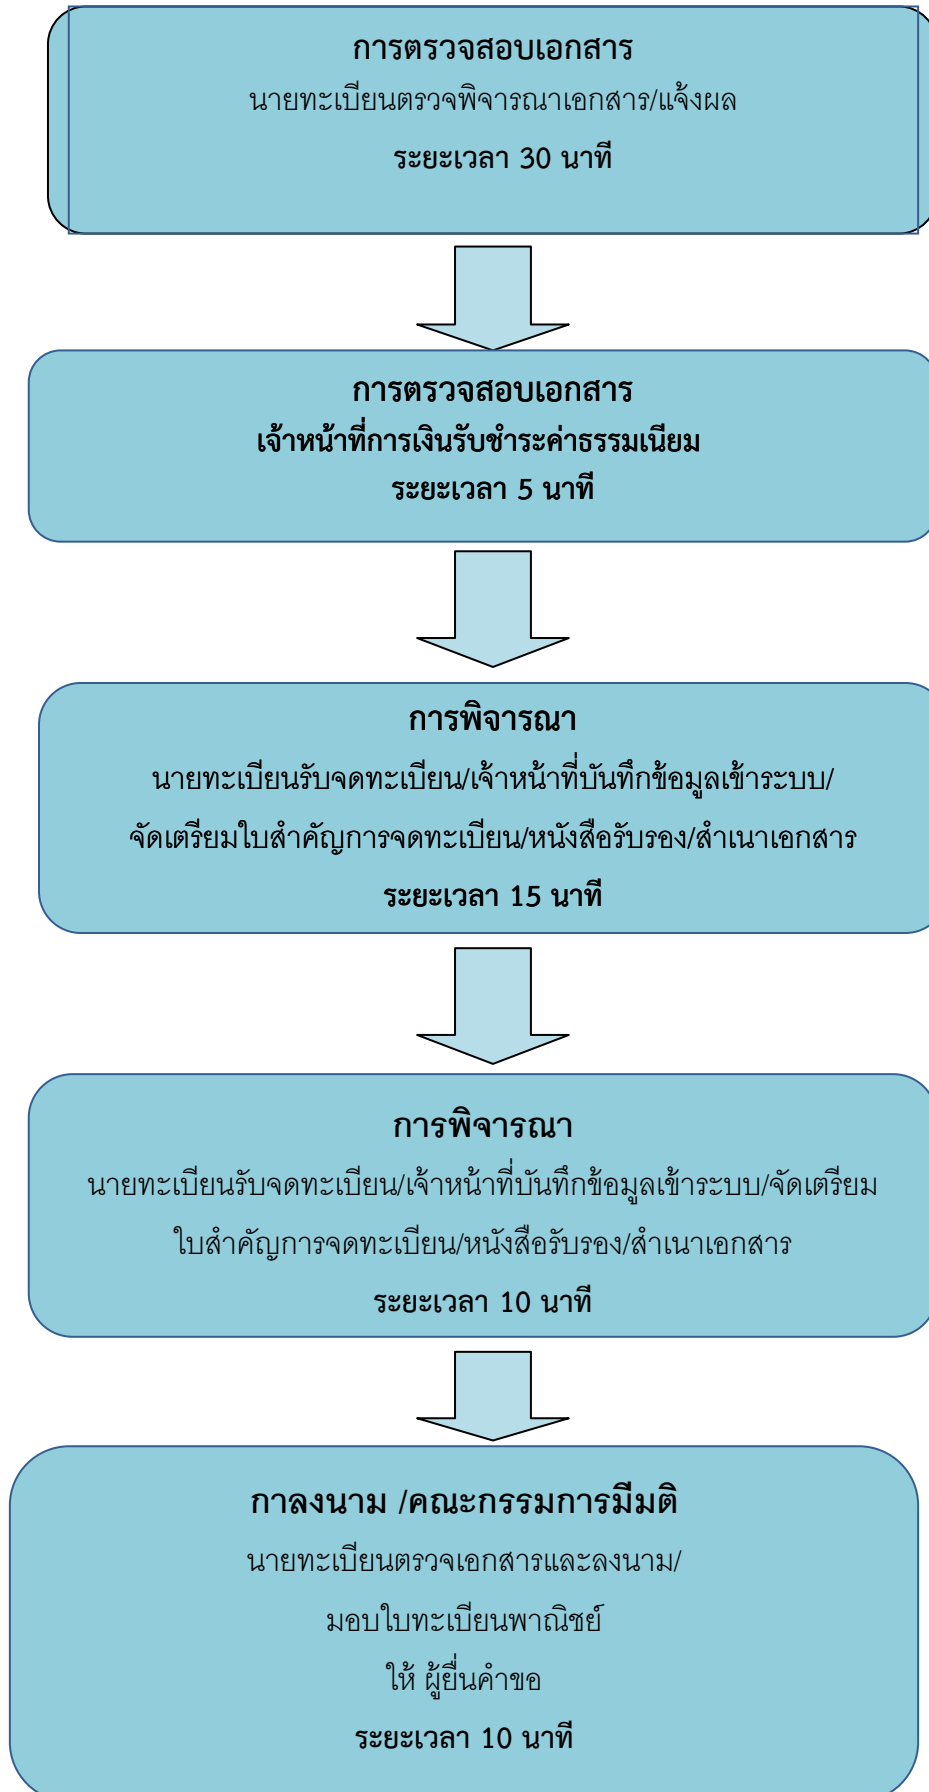 การตรวจสอบเอกสาร
นายทะเบียนตรวจพิจารณาเอกสาร/แจ้งผล
ระยะเวลา 30 นาที
การตรวจสอบเอกสาร
เจ้าหน้าที่การเงินรับชำระค่าธรรมเนียม
ระยะเวลา 5 นาที
การพิจารณา
นายทะเบียนรับจดทะเบียน/เจ้าหน้าที่บันทึกข้อมูลเข้าระบบ/
จัดเตรียมใบสำคัญการจดทะเบียน/หนังสือรับรอง/สำเนาเอกสาร
ระยะเวลา 15 นาที
การพิจารณา
นายทะเบียนรับจดทะเบียน/เจ้าหน้าที่บันทึกข้อมูลเข้าระบบ/จัดเตรียม
ใบสำคัญการจดทะเบียน/หนังสือรับรอง/สำเนาเอกสาร
ระยะเวลา 10 นาที
กาลงนาม /คณะกรรมการมีมติ
นายทะเบียนตรวจเอกสารและลงนาม/
มอบใบทะเบียนพาณิชย์
ให้ ผู้ยื่นคำขอ
ระยะเวลา 10 นาที